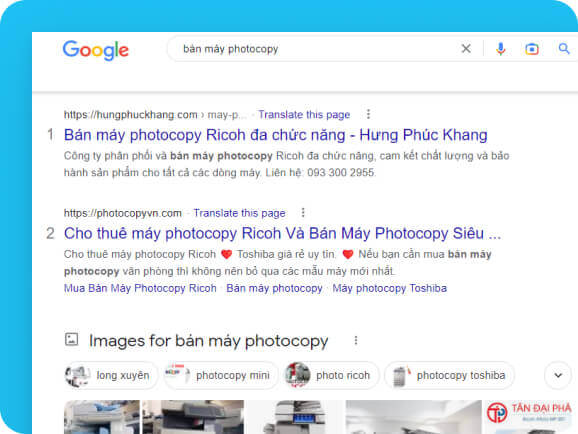 Google
bán máy photocopy
https://hungphuckhang.com › may-p... · Translate this page
1 Bán máy photocopy Ricoh đa chức năng - Hưng Phúc Khang
Công ty phân phối và bán máy photocopy Ricoh đa chức năng, cam kết chất lượng và bảo
hành sản phẩm cho tất cả các dòng máy. Liên hệ: 093 300 2955.
https://photocopyvn.com · Translate this page
2 Cho thuê máy photocopy Ricoh Và Bán Máy Photocopy Siêu ...
Cho thuê máy photocopy Ricoh ❤️ Toshiba giá rẻ uy tín. ❤️ Nếu bạn cần mua bán máy
photocopy văn phòng thì không nên bỏ qua các mẫu máy mới nhất.
Mua Bán Máy Photocopy Ricoh · Bán máy photocopy · Máy photocopy Toshiba
Images for bán máy photocopy
long xuyên
photocopy mini
photo ricoh
photocopy toshiba
TÂN ĐẠI PHÁ